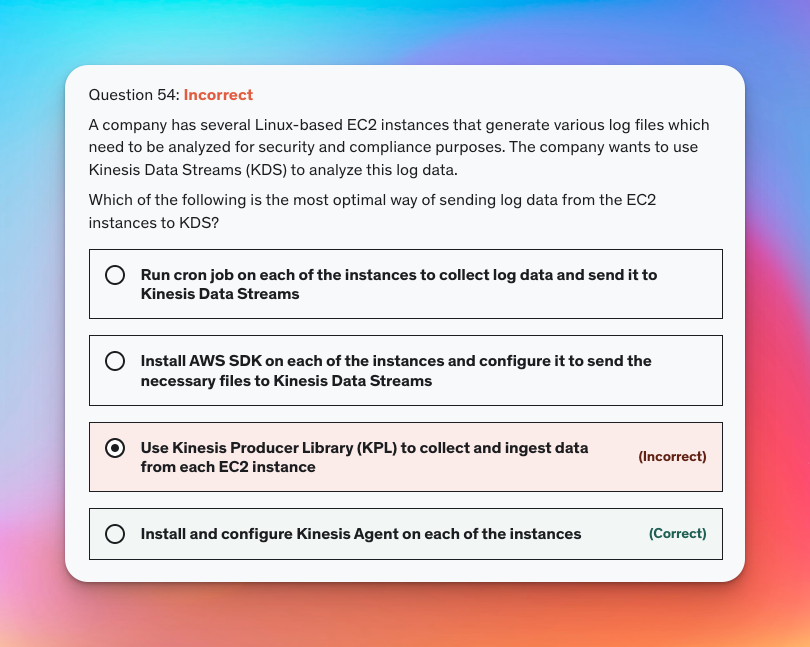 Question 54: Incorrect
A company has several Linux-based EC2 instances that generate various log files which
need to be analyzed for security and compliance purposes. The company wants to use
Kinesis Data Streams (KDS) to analyze this log data.
Which of the following is the most optimal way of sending log data from the EC2
instances to KDS?
Run cron job on each of the instances to collect log data and send it to
Kinesis Data Streams
Install AWS SDK on each of the instances and configure it to send the
necessary files to Kinesis Data Streams
Use Kinesis Producer Library (KPL) to collect and ingest data
from each EC2 instance
(Incorrect)
Install and configure Kinesis Agent on each of the instances
(Correct)